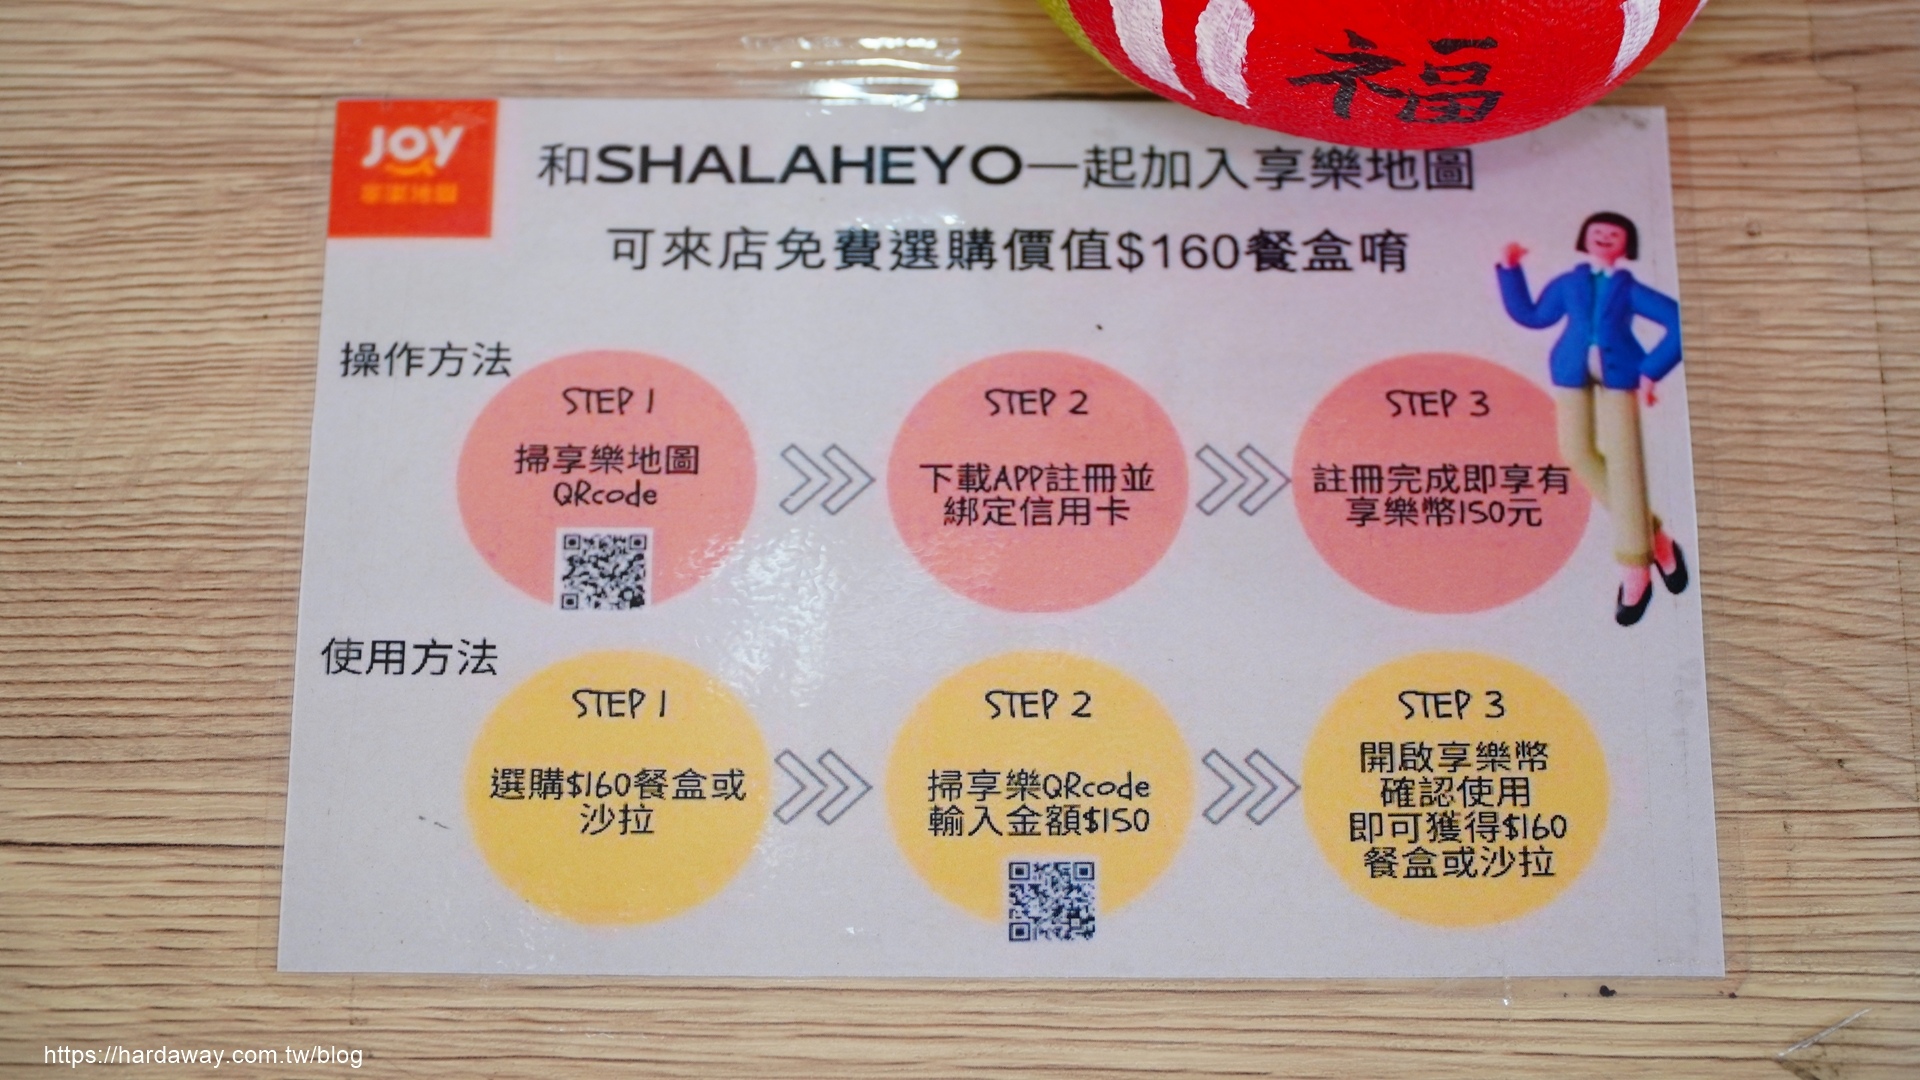 福
JOY
和SHALAHEYO一起加入享樂地圖
可來店免費選購價值$160餐盒唷
操作方法
STEP 1
掃享樂地圖
QRcode
STEP 2
下載APP註冊並
綁定信用卡
STEP 3
註冊完成即享有
享樂幣150元
使用方法
STEP 1
選購$160餐盒或
沙拉
STEP 2
掃享樂QRcode
輸入金額$150
STEP 3
開啟享樂幣
確認使用
即可獲得$160
餐盒或沙拉
https://hardaway.com.tw/blog